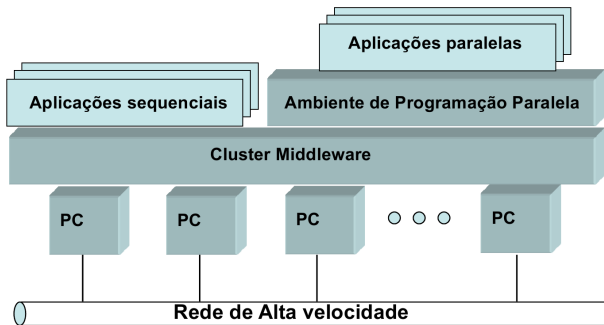 Aplicações paralelas
Aplicações sequenciais
Ambiente de Programação Paralela
Cluster Middleware
PC
PC
PC
PC
Rede de Alta velocidade